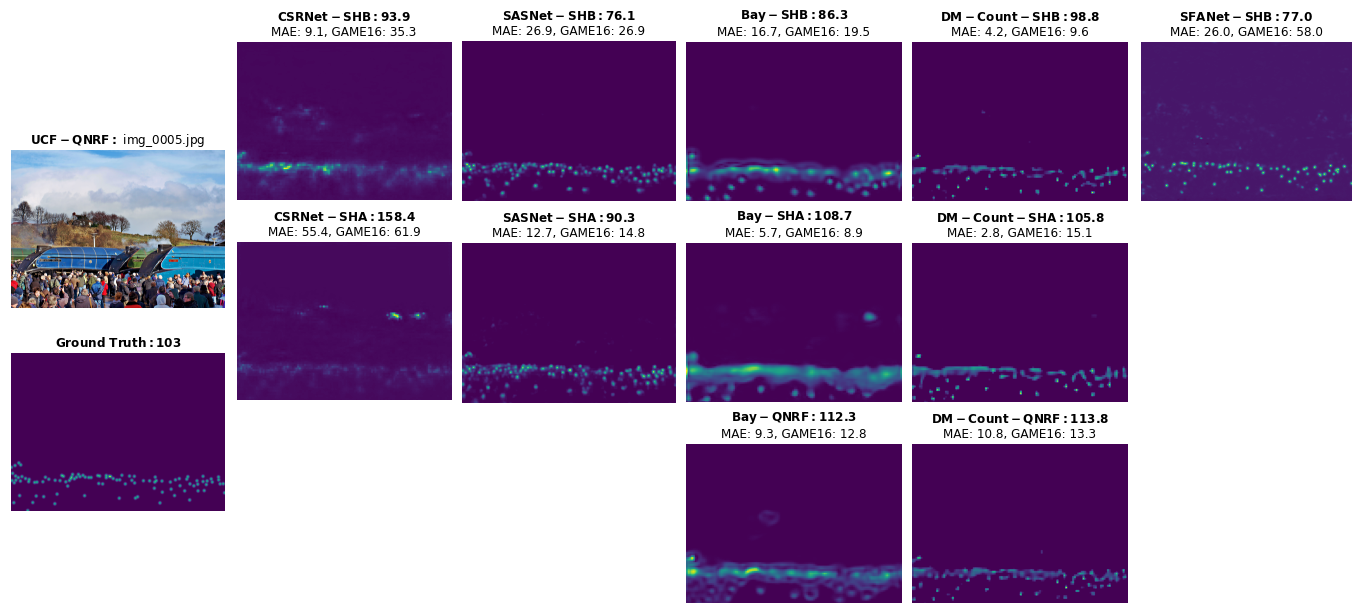 CSRNet−SHB: 93.9
MAE: 9.1, GAME16: 35.3
SASNet−SHB: 76.1
MAE: 26.9, GAME16: 26.9
Bay−SHB: 86.3
MAE: 16.7, GAME16: 19.5
DM−Count−SHB: 98.8
MAE: 4.2, GAME16: 9.6
SFANet−SHB: 77.0
MAE: 26.0, GAME16: 58.0
UCF−QNRF: img_0005.jpg
CSRNet−SHA: 158.4
MAE: 55.4, GAME16: 61.9
SASNet−SHA: 90.3
MAE: 12.7, GAME16: 14.8
Bay−SHA: 108.7
MAE: 5.7, GAME16: 8.9
DM−Count−SHA: 105.8
MAE: 2.8, GAME16: 15.1
Ground Truth: 103
Bay−QNRF: 112.3
MAE: 9.3, GAME16: 12.8
DM−Count−QNRF: 113.8
MAE: 10.8, GAME16: 13.3